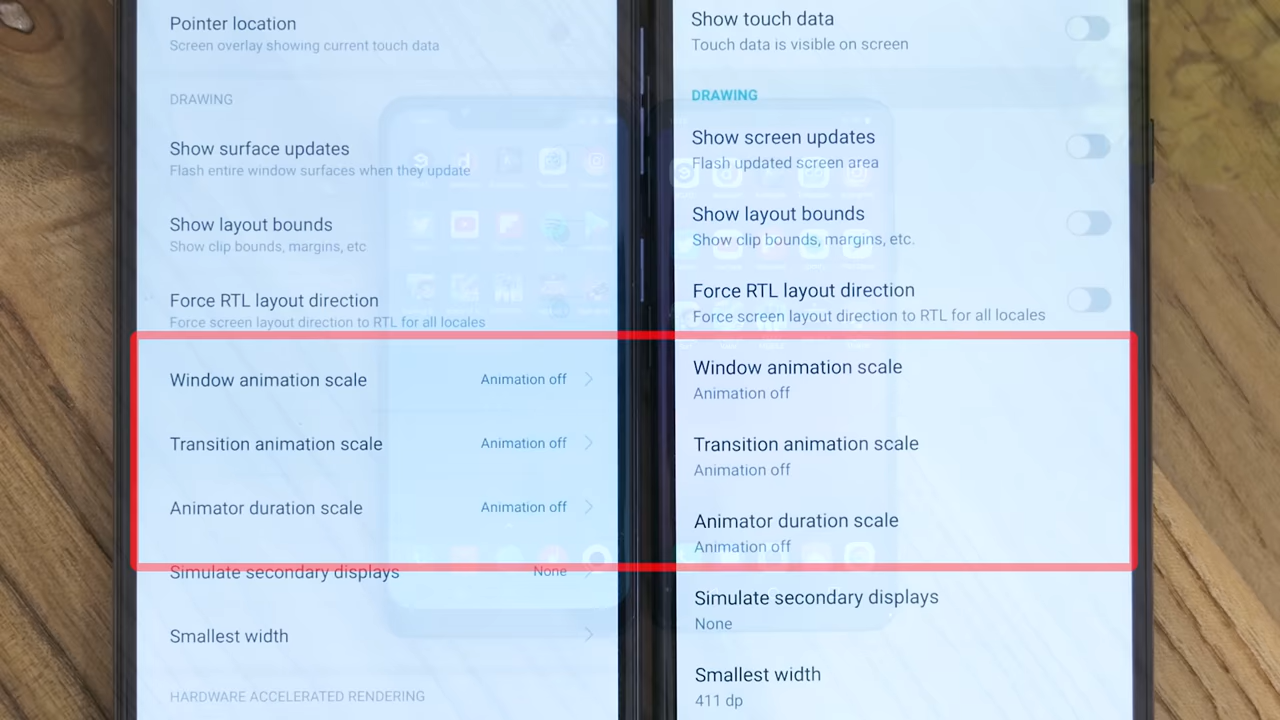 Pointer location
Screen overlay showing current touch data
DRAWING
Show surface updates
Flash entire window surfaces when they update
Show layout bounds
Show clip bounds, margins, etc
Force RTL layout direction
Force screen layout direction to RTL for all locales
Window animation scale
Animation off
Transition animation scale
Animation off
Animator duration scale
Animation off
Simulate secondary displays
None
Smallest width
HARDWARE ACCELERATED RENDERING
Show touch data
Touch data is visible on screen
DRAWING
Show screen updates
Flash updated screen area
Show layout bounds
Show clip bounds, margins, etc.
Force RTL layout direction
Force screen layout direction to RTL for all locales
Window animation scale
Animation off
Transition animation scale
Animation off
Animator duration scale
Animation off
Simulate secondary displays
None
Smallest width
411 dp